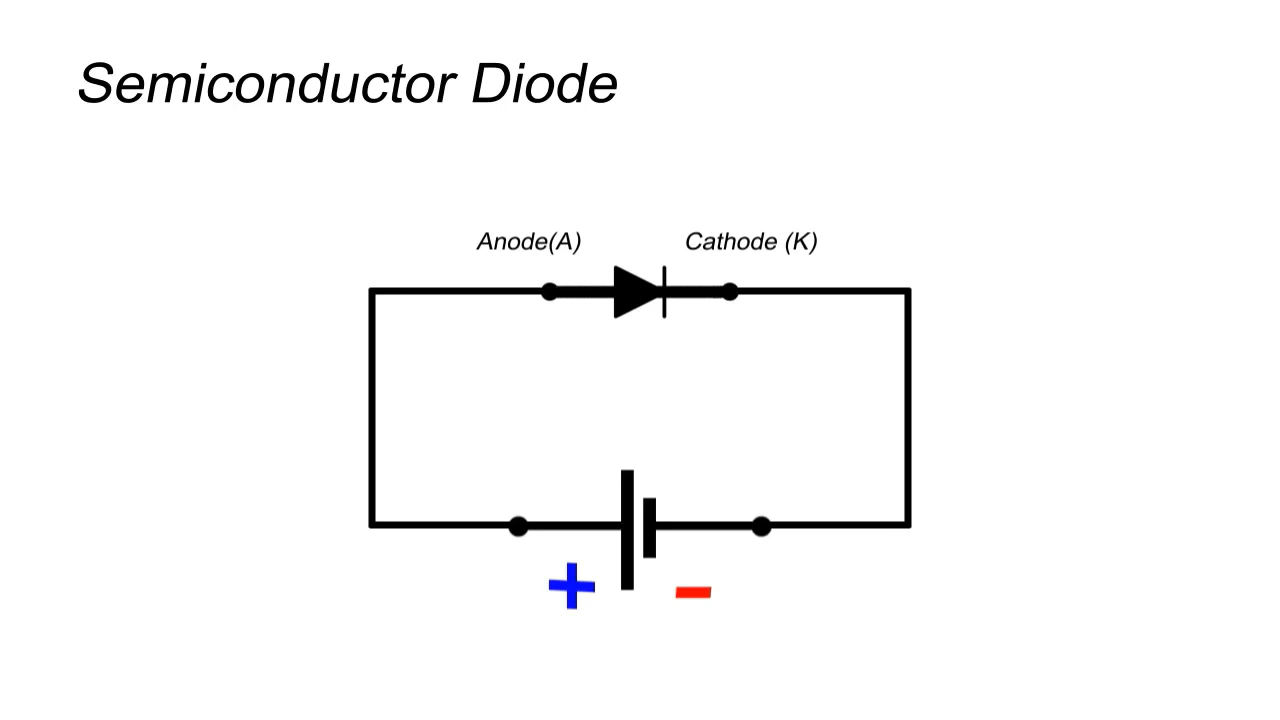 Semiconductor Diode
Anode(A)
Cathode (K)
+
-